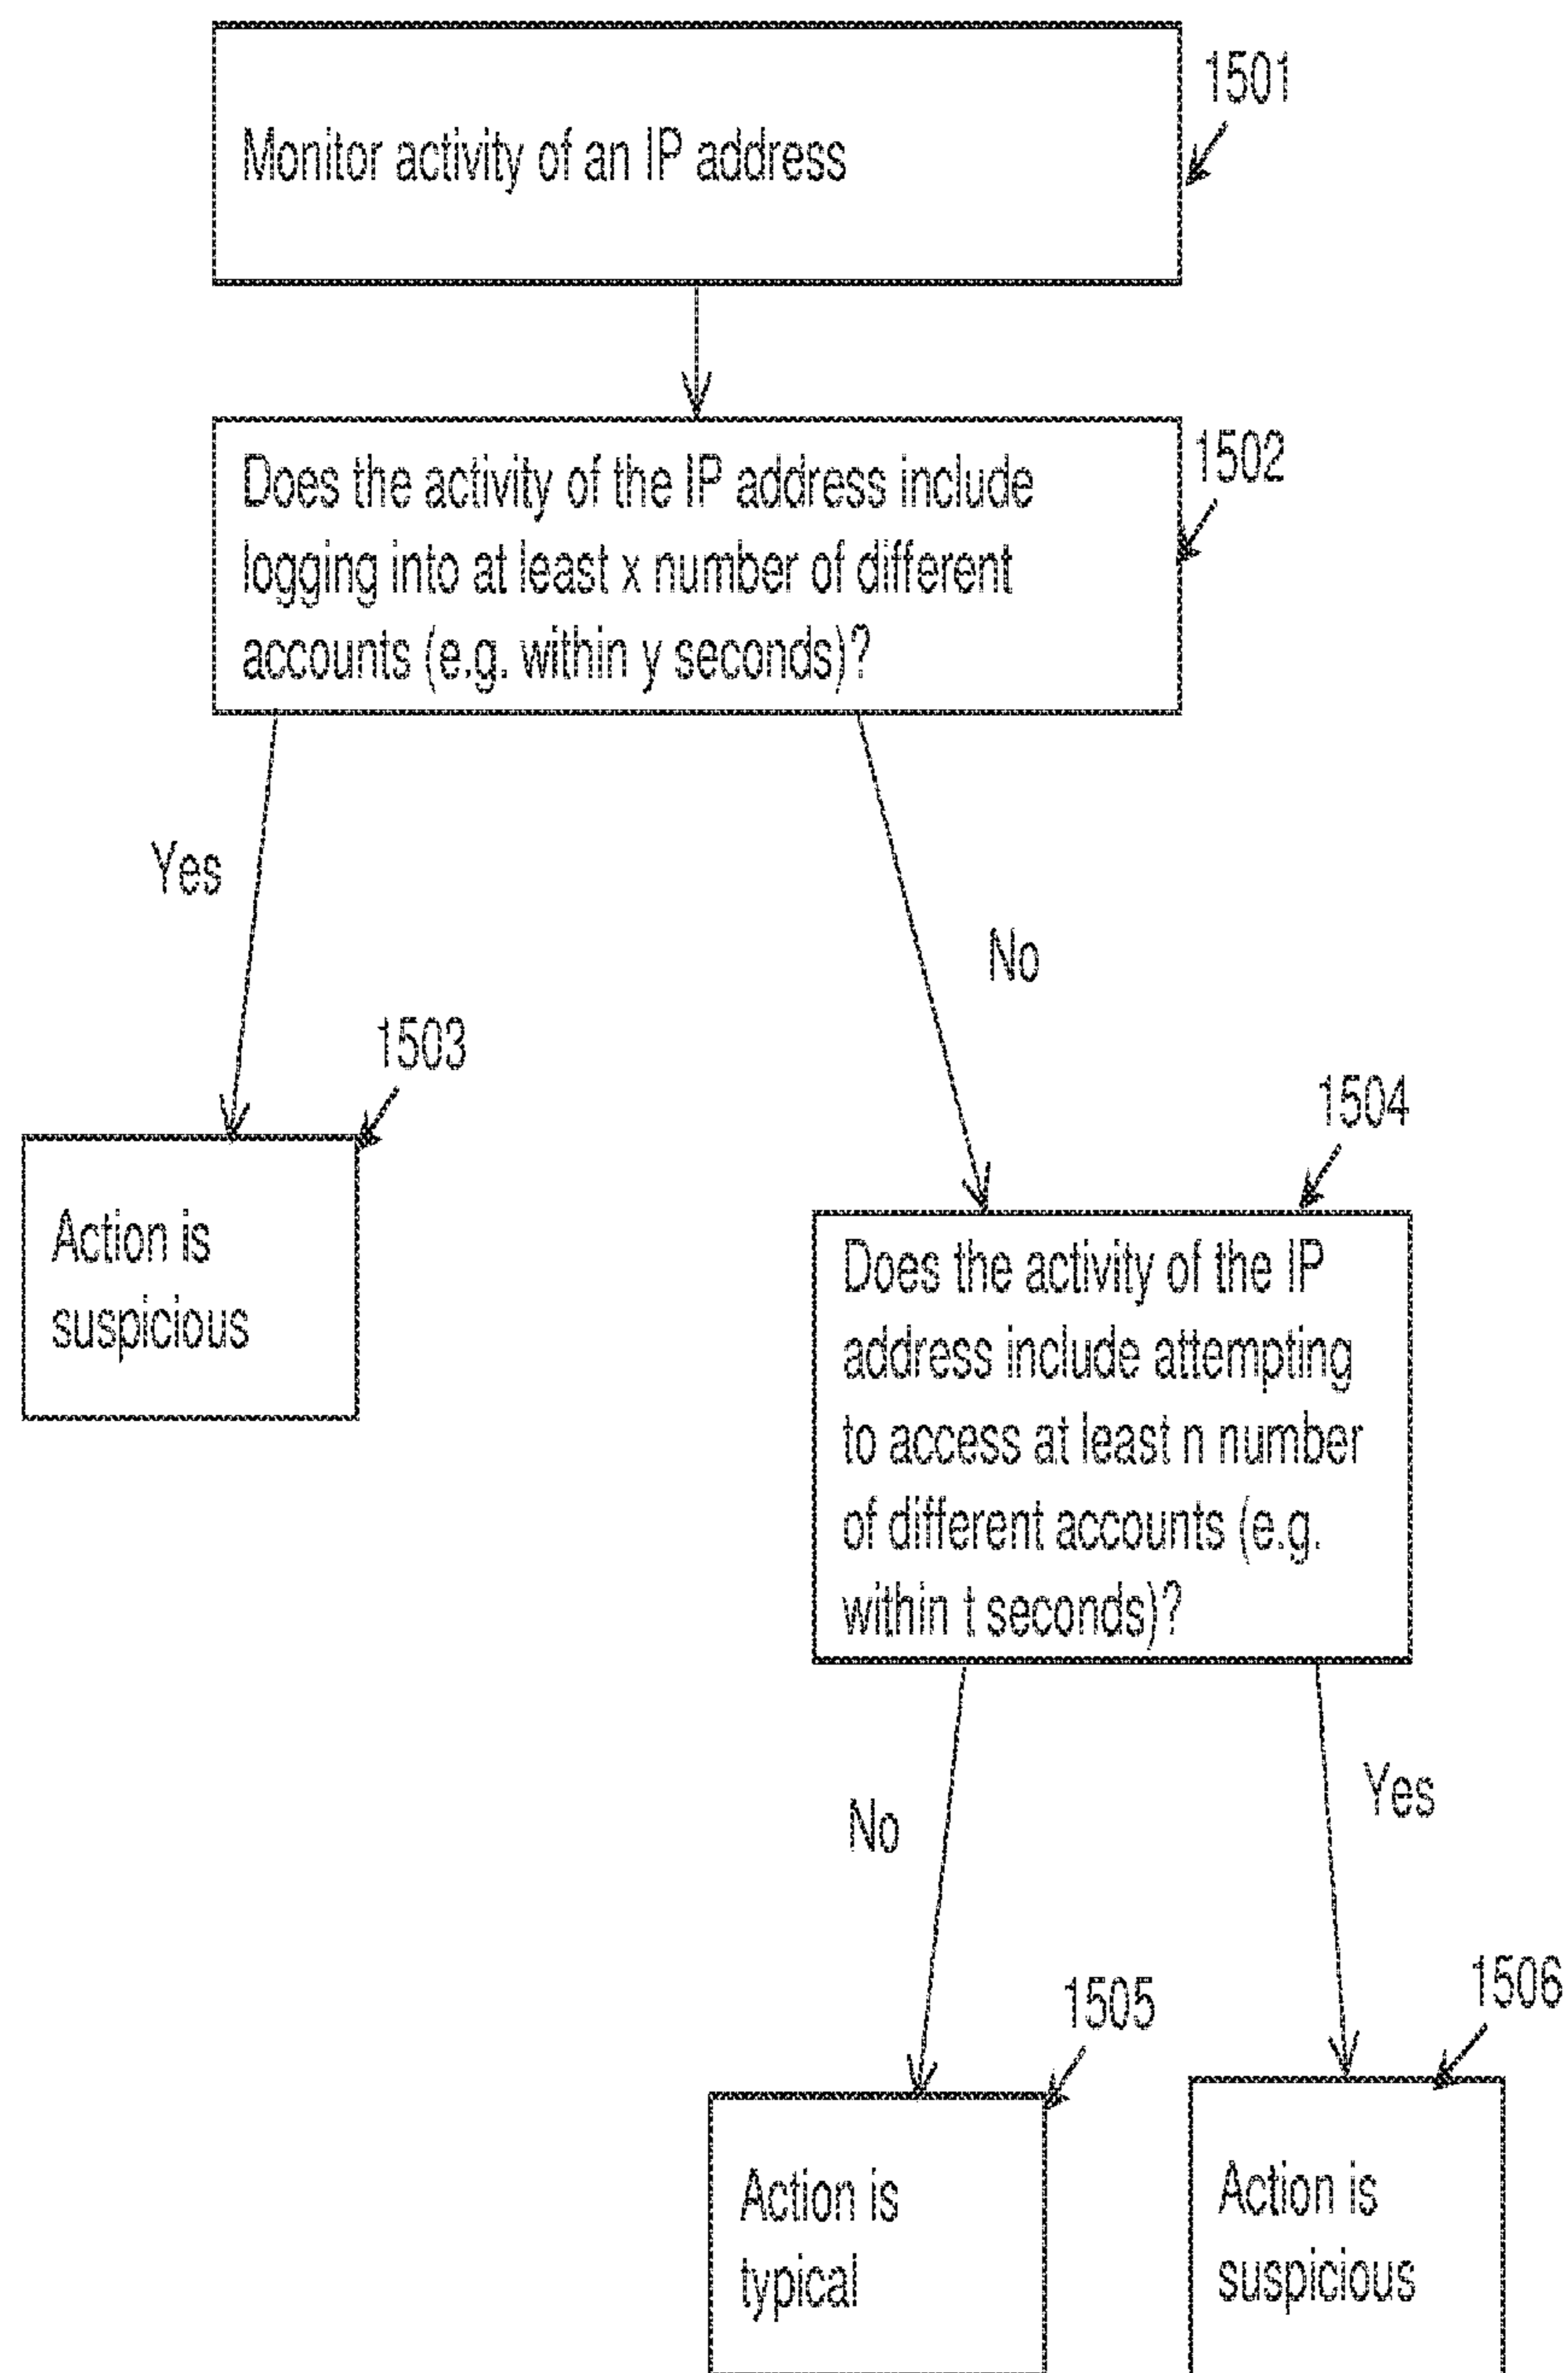 1501
Monitor activity of an IP address
1502
Does the activity of the IP address include
logging into at least x number of different
accounts (e.g. within y seconds)?
Yes
No
1503
Action is
suspicious
1504
Does the activity of the IP
address include attempting
to access at least n number
of different accounts (e.g.
within t seconds)?
No
Yes
1505
Action is
typical
1506
Action is
suspicious